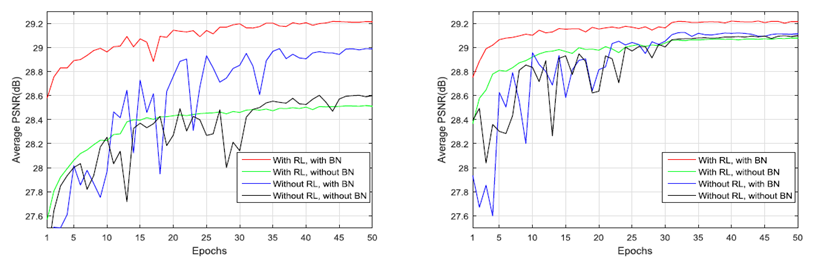 29.2
29
28.8
28.6
28.4
28.2
28
27.8
27.6
Average PSNR(dB)
With RL, with BN
With RL, without BN
Without RL, with BN
Without RL, without BN
1 5 10 15 20 25 30 35 40 45 50
Epochs
29.2
29
28.8
28.6
28.4
28.2
28
27.8
27.6
Average PSNR(dB)
With RL, with BN
With RL, without BN
Without RL, with BN
Without RL, without BN
1 5 10 15 20 25 30 35 40 45 50
Epochs